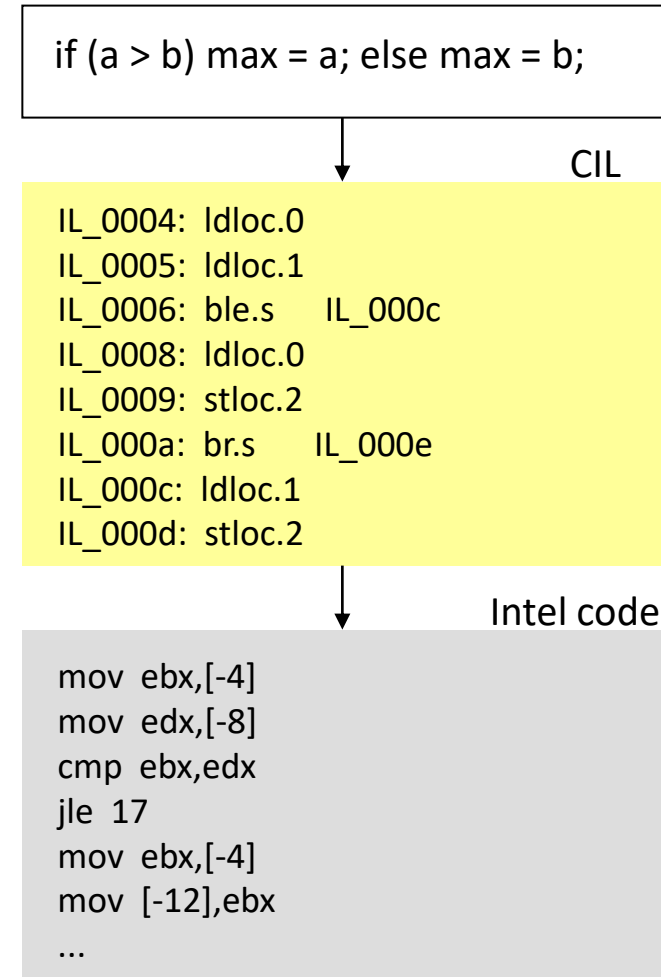 if (a > b) max = a; else max = b;
CIL
IL_0004: ldloc.0
IL_0005: ldloc.1
IL_0006: ble.s IL_000c
IL_0008: ldloc.0
IL_0009: stloc.2
IL_000a: br.s IL_000e
IL_000c: ldloc.1
IL_000d: stloc.2
Intel code
mov ebx,[-4]
mov edx,[-8]
cmp ebx,edx
jle 17
mov ebx,[-4]
mov [-12],ebx
...